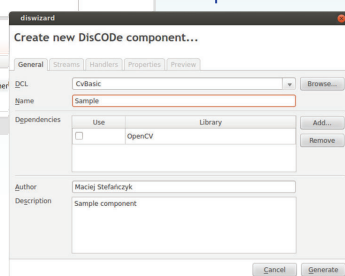 diswizard
Create new DisCODe component...
General Streams Handlers Properties Preview
DCL CvBasic Browse...
Name Sample
Dependencies Use Library Add...
OpenCV Remove
Author Maciej Stefańczyk
Description Sample component
Cancel Generate